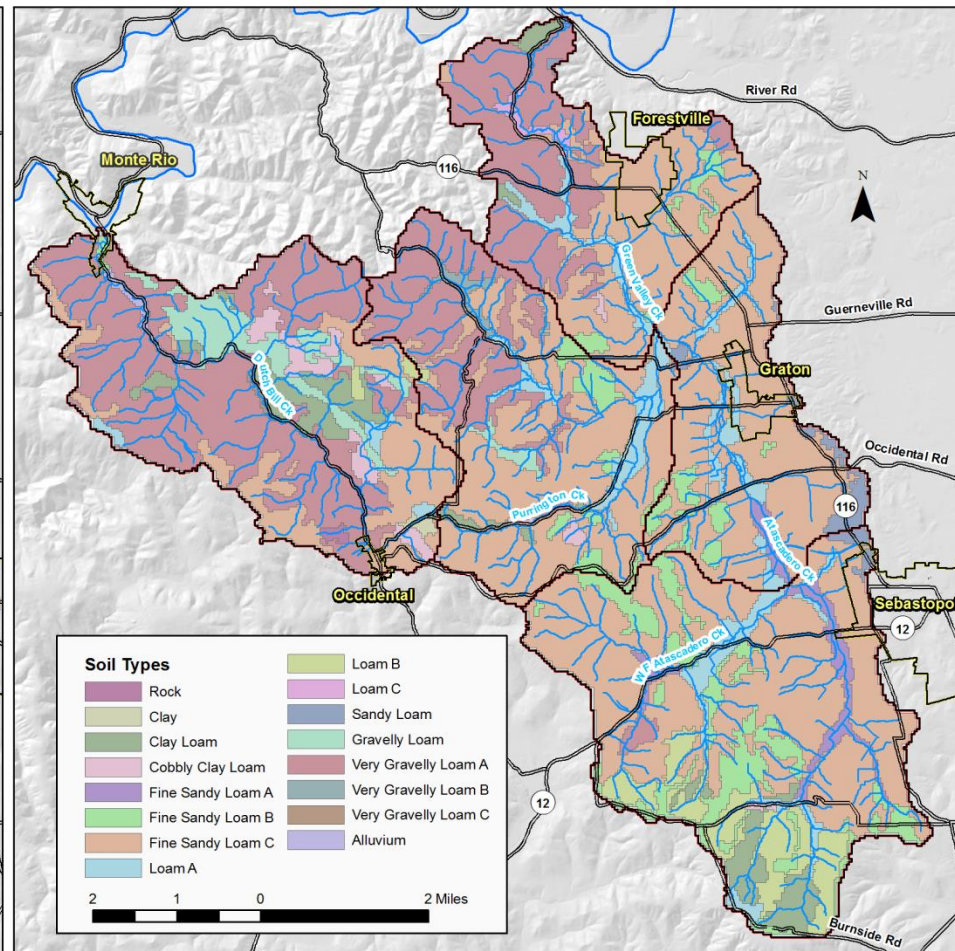 River Rd
Forestville
Monte Rio
116
N
Green Valley Ck
Guerneville Rd
Dutch Bill Ck
Graton
Occidental Rd
116
Purrington Ck
Atascadero Ck
Occidental
Sebastopol
12
W F Atascadero Ck
Soil Types
Rock
Clay
Clay Loam
Cobbly Clay Loam
Fine Sandy Loam A
Fine Sandy Loam B
Fine Sandy Loam C
Loam A
Loam B
Loam C
Sandy Loam
Gravelly Loam
Very Gravelly Loam A
Very Gravelly Loam B
Very Gravelly Loam C
Alluvium
12
2 1 0 2 Miles
Burnside Rd